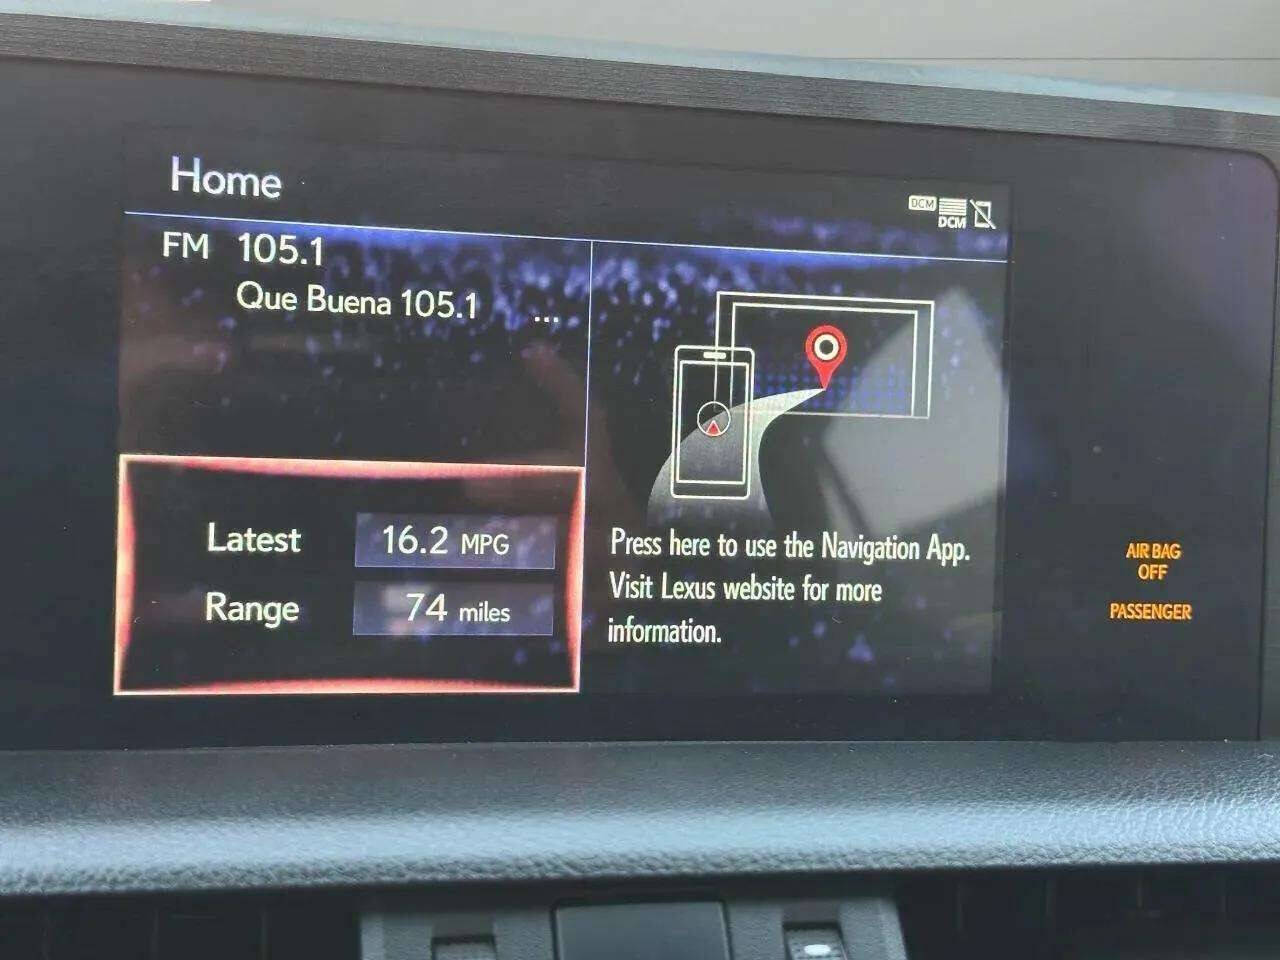 Home
DCM
DCM
FM 105.1
Que Buena 105.1 ...
Latest 16.2 MPG
Range 74 miles
Press here to use the Navigation App.
Visit Lexus website for more
information.
AIR BAG
OFF
PASSENGER